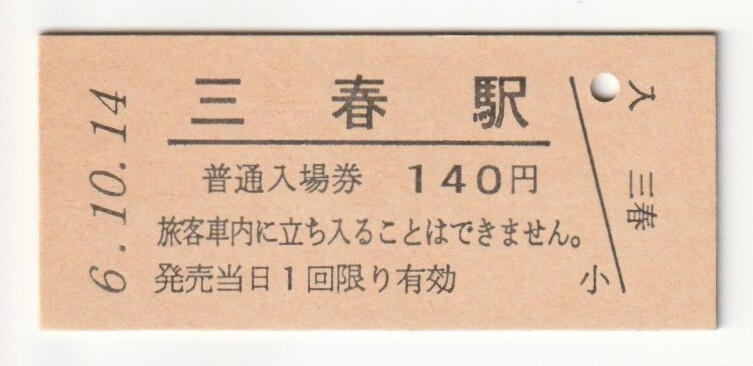 三春駅
普通入場券 140円
旅客車内に立ち入ることはできません。
発売当日1回限り有効
6.10.14
入 三春
小